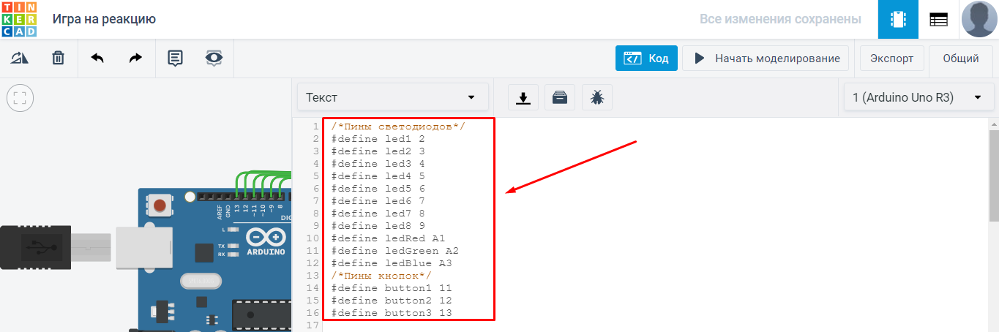 TIN
KER
CAD
Игра на реакцию
Все изменения сохранены
Код
Начать моделирование
Экспорт
Общий
Текст
1 (Arduino Uno R3)
1 /*Пины светодиодов*/
2 #define led1 2
3 #define led2 3
4 #define led3 4
5 #define led4 5
6 #define led5 6
7 #define led6 7
8 #define led7 8
9 #define led8 9
10 #define ledRed A1
11 #define ledGreen A2
12 #define ledBlue A3
13 /*Пины кнопок*/
14 #define button1 11
15 #define button2 12
16 #define button3 13
17
AREF
GND
13
12
~11
~10
~9
8
DIG
L
TX
RX
ARDUINO